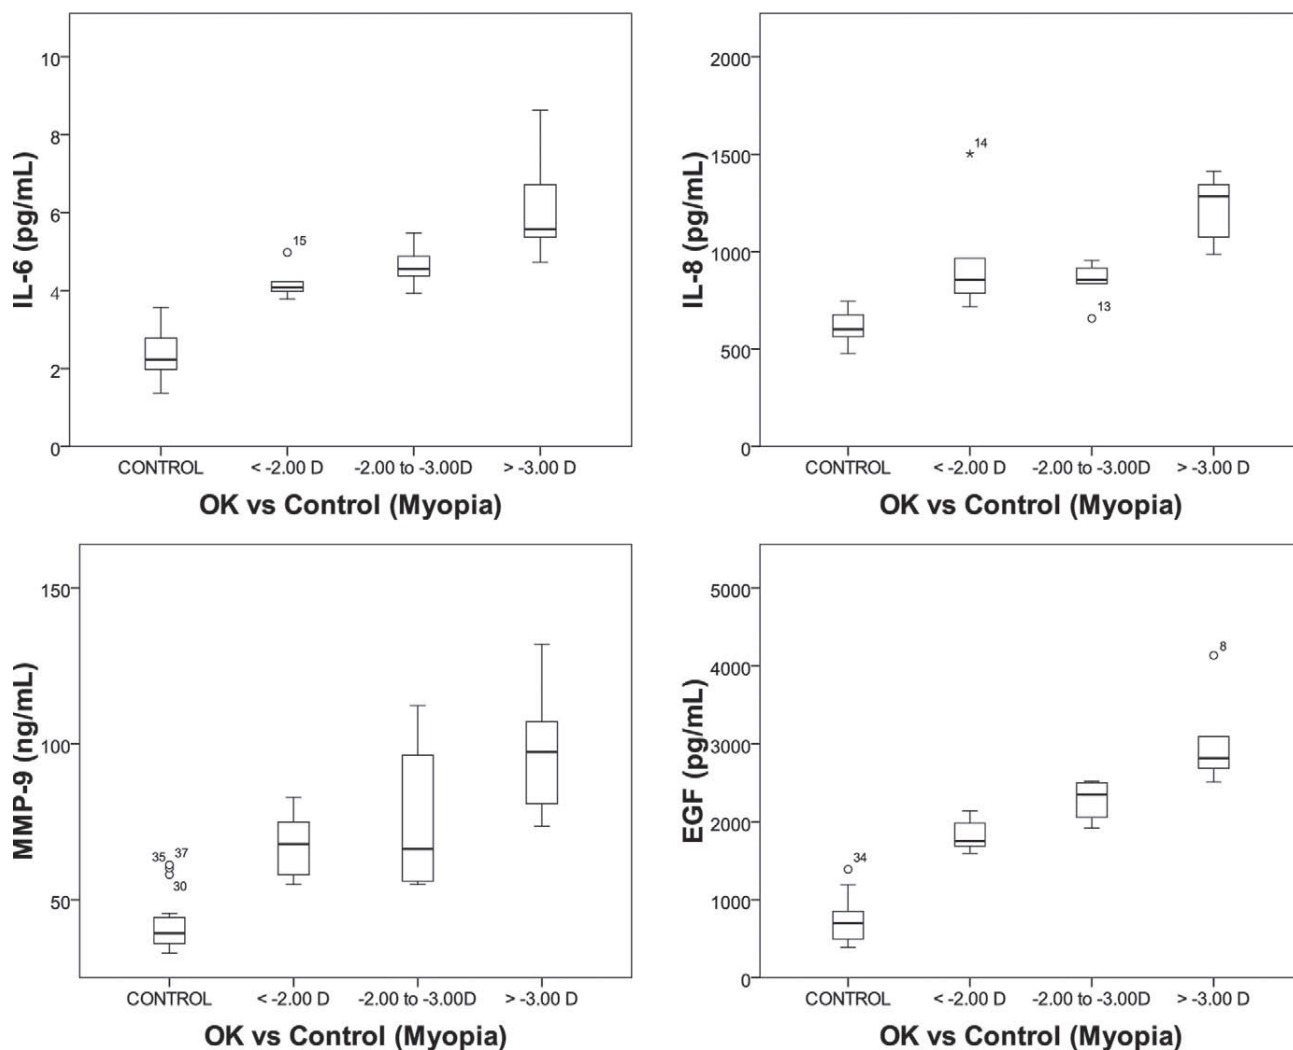 10
8
6
4
2
0
IL-6 (pg/mL)
15
CONTROL
< -2.00 D
-2.00 to -3.00D
> -3.00 D
OK vs Control (Myopia)
2000
1500
1000
500
0
IL-8 (pg/mL)
14
13
CONTROL
< -2.00 D
-2.00 to -3.00D
> -3.00 D
OK vs Control (Myopia)
150
100
50
MMP-9 (ng/mL)
35
37
30
CONTROL
< -2.00 D
-2.00 to -3.00D
> -3.00 D
OK vs Control (Myopia)
5000
4000
3000
2000
1000
0
EGF (pg/mL)
34
8
CONTROL
< -2.00 D
-2.00 to -3.00D
> -3.00 D
OK vs Control (Myopia)